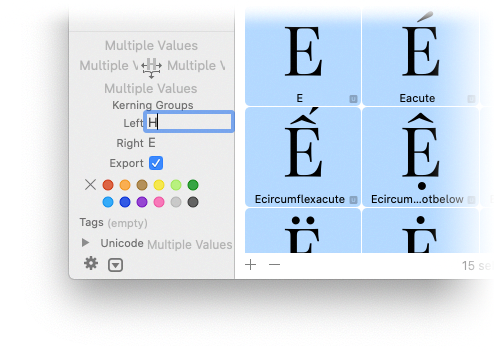 Multiple Values
Multiple V H Multiple V
Multiple Values
Kerning Groups
Left H
Right E
Export
Tags (empty)
Unicode Multiple Values
E É
E Eacute
Ế Ệ
Ecircumflexacute Ecircum...otbelow
Ë Ė
+ − 15 se